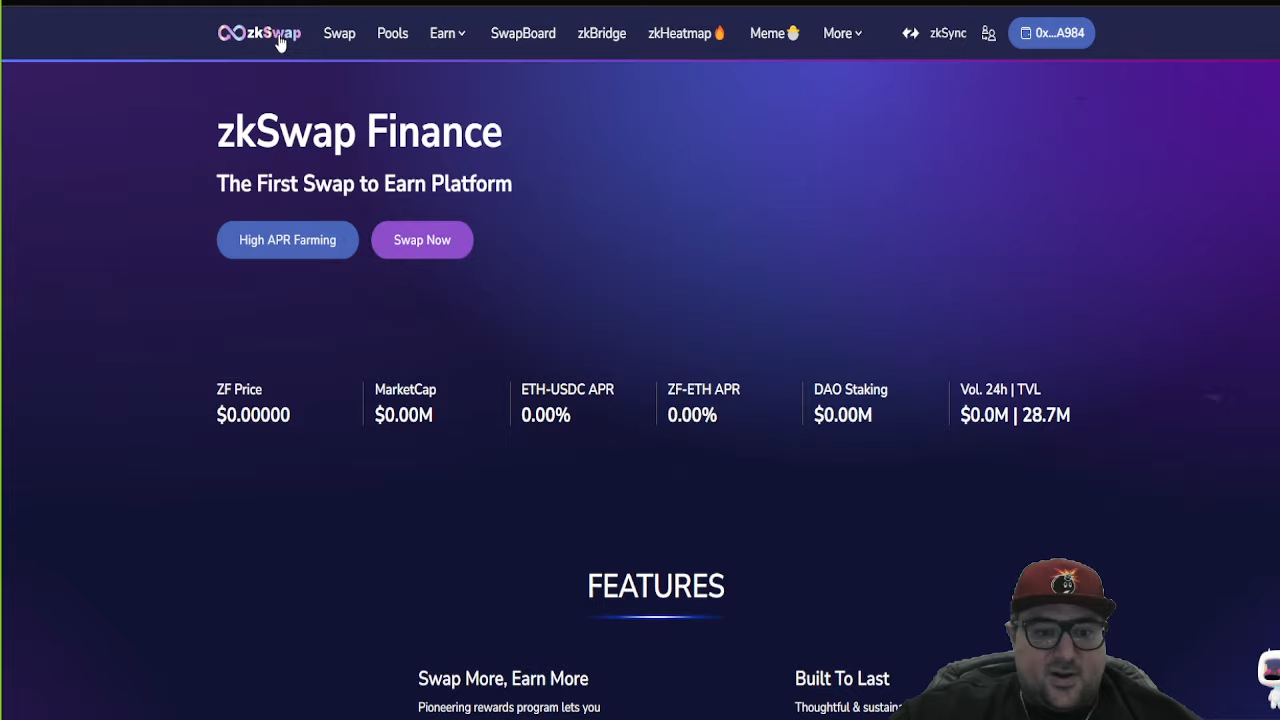 zkSwap Swap Pools Earn SwapBoard zkBridge zkHeatmap🔥 Meme🐣 More zkSync 0x...A984
zkSwap Finance
The First Swap to Earn Platform
High APR Farming Swap Now
ZF Price MarketCap ETH-USDC APR ZF-ETH APR DAO Staking Vol. 24h | TVL
$0.00000 $0.00M 0.00% 0.00% $0.00M $0.0M | 28.7M
FEATURES
Swap More, Earn More Built To Last
Pioneering rewards program lets you Thoughtful &